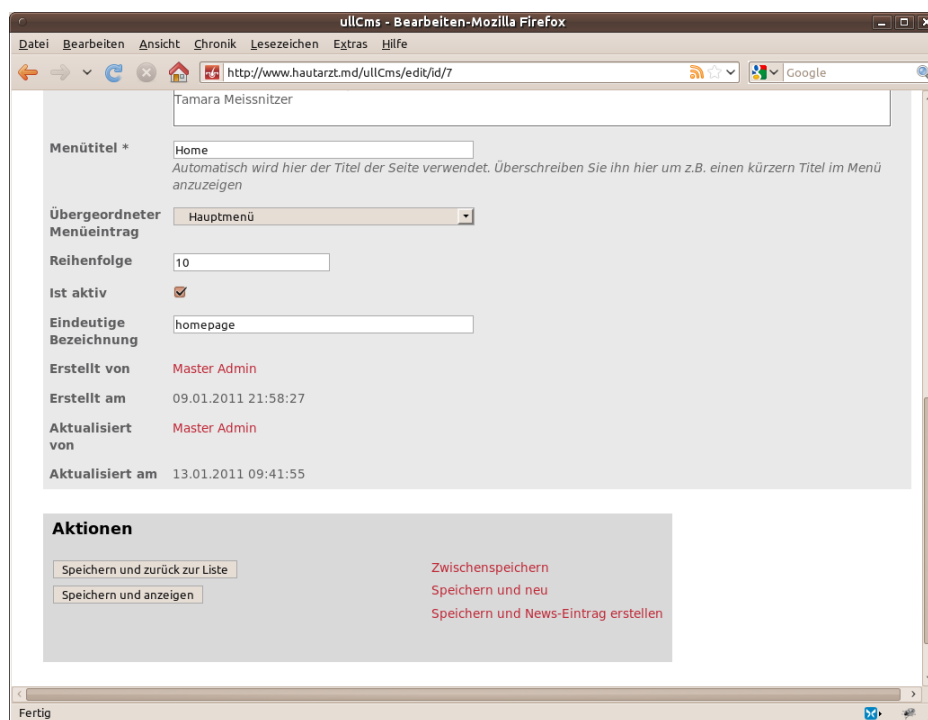 ullCms - Bearbeiten-Mozilla Firefox
Datei Bearbeiten Ansicht Chronik Lesezeichen Extras Hilfe
http://www.hautarzt.md/ullCms/edit/id/7 Google
Tamara Meissnitzer
Menütitel * Home
Automatisch wird hier der Titel der Seite verwendet. Überschreiben Sie ihn hier um z.B. einen kürzern Titel im Menü
anzuzeigen
Übergeordneter Hauptmenü
Menüeintrag
Reihenfolge 10
Ist aktiv
Eindeutige homepage
Bezeichnung
Erstellt von Master Admin
Erstellt am 09.01.2011 21:58:27
Aktualisiert Master Admin
von
Aktualisiert am 13.01.2011 09:41:55
Aktionen
Speichern und zurück zur Liste Zwischenspeichern
Speichern und anzeigen Speichern und neu
Speichern und News-Eintrag erstellen
Fertig